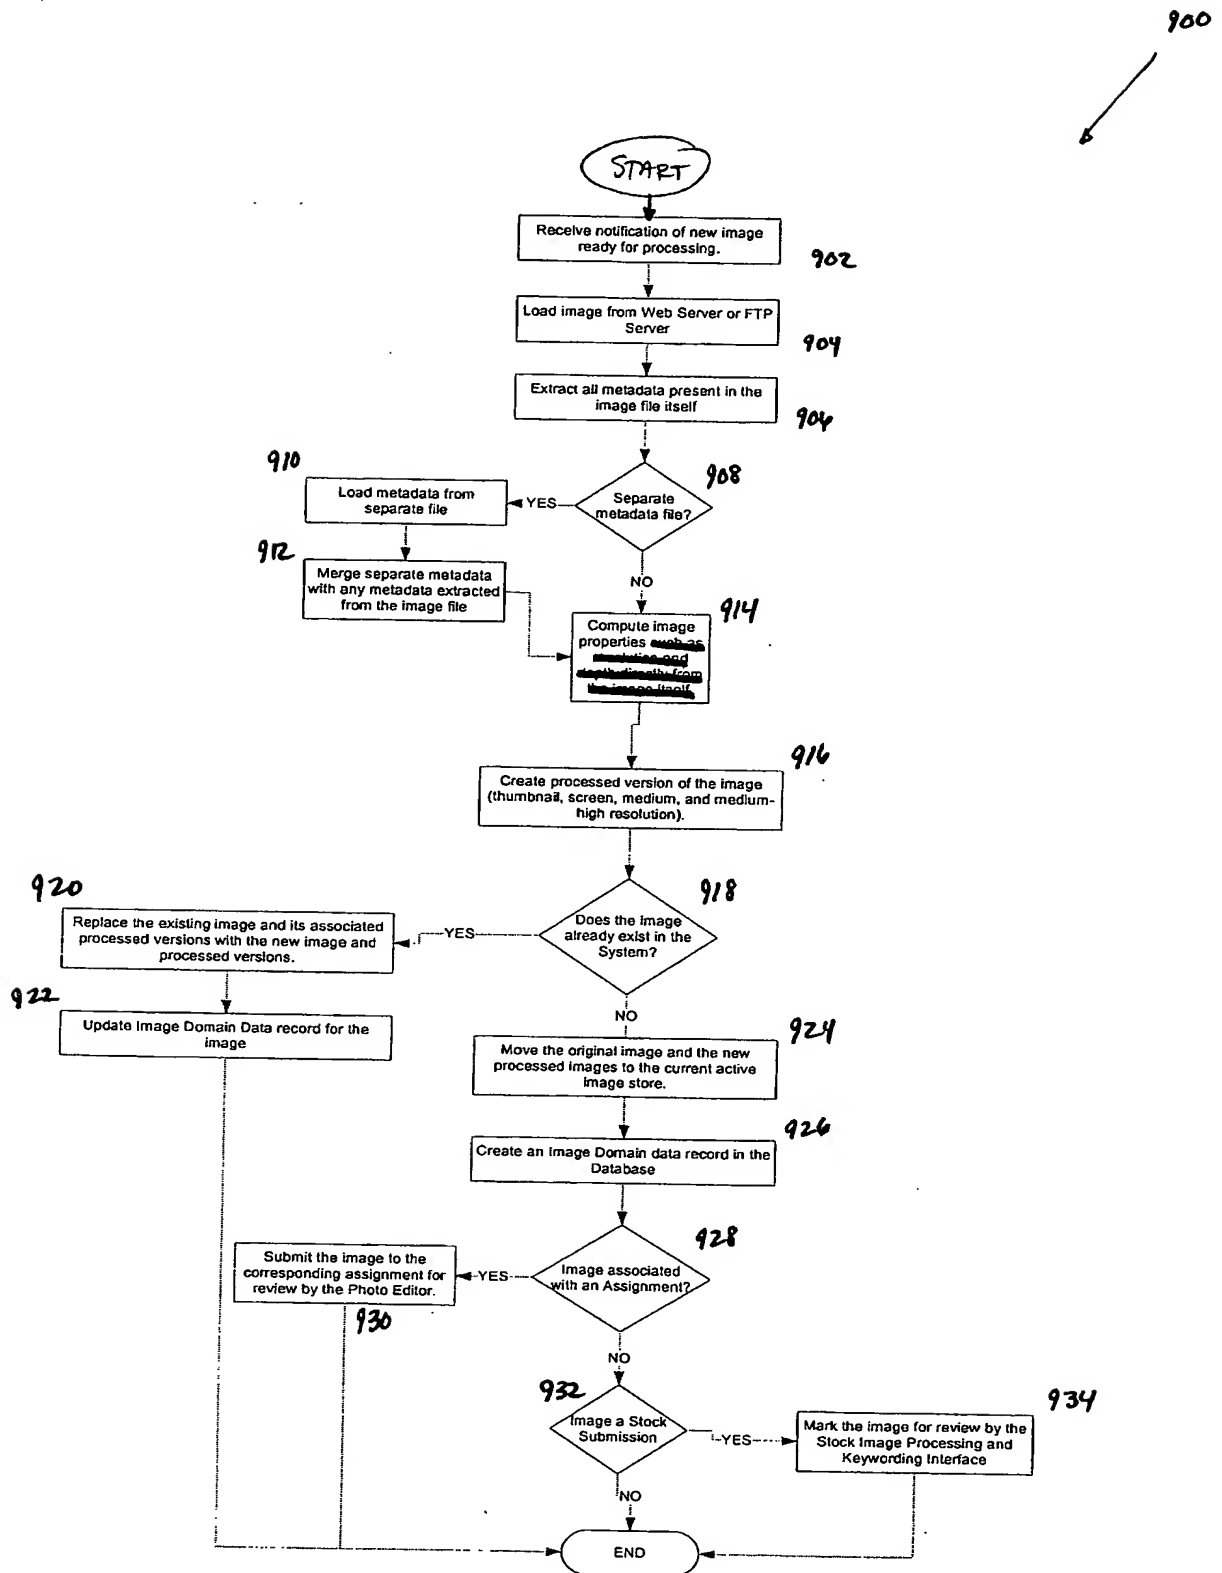 900
START
Receive notification of new image
ready for processing.
902
Load image from Web Server or FTP
Server
904
Extract all metadata present in the
image file itself
906
908
Separate
metadata file?
YES
910
Load metadata from
separate file
912
Merge separate metadata
with any metadata extracted
from the image file
NO
914
Compute image
properties
916
Create processed version of the image
(thumbnail, screen, medium, and medium-
high resolution).
918
Does the Image
already exist in the
System?
YES
920
Replace the existing image and its associated
processed versions with the new image and
processed versions.
922
Update Image Domain Data record for the
image
NO
924
Move the original image and the new
processed images to the current active
image store.
926
Create an Image Domain data record in the
Database
928
Image associated
with an Assignment?
YES
Submit the image to the
corresponding assignment for
review by the Photo Editor.
930
NO
932
Image a Stock
Submission
YES
934
Mark the image for review by the
Stock Image Processing and
Keywording Interface
NO
END